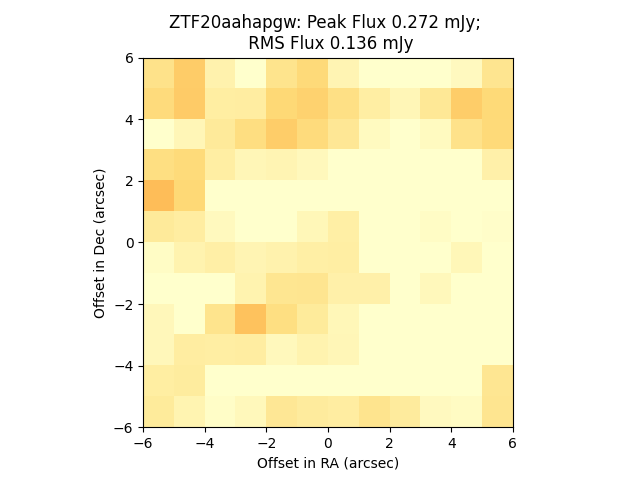 ZTF20aahapgw: Peak Flux 0.272 mJy;
RMS Flux 0.136 mJy
6
4
2
0
−2
−4
−6
Offset in Dec (arcsec)
−6 −4 −2 0 2 4 6
Offset in RA (arcsec)